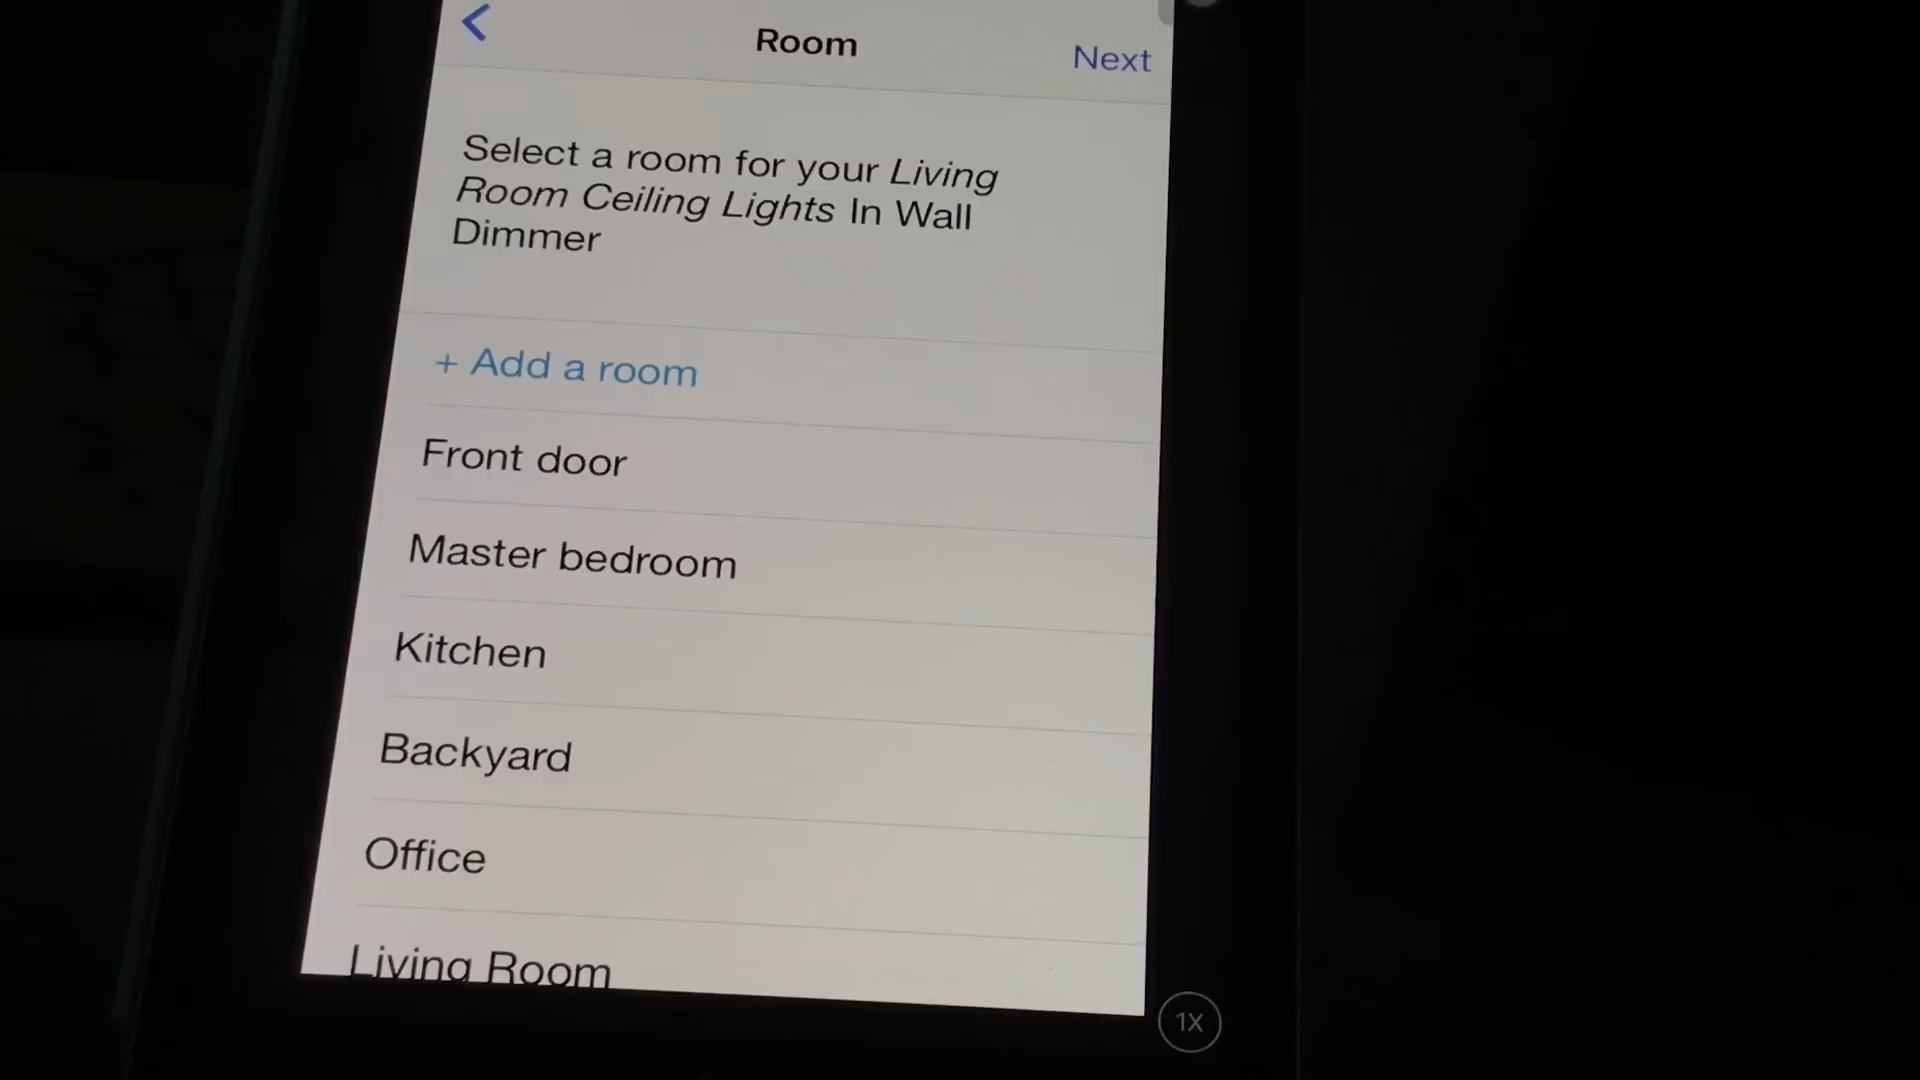 Room
Next
Select a room for your Living
Room Ceiling Lights In Wall
Dimmer
+ Add a room
Front door
Master bedroom
Kitchen
Backyard
Office
Living Room
1X